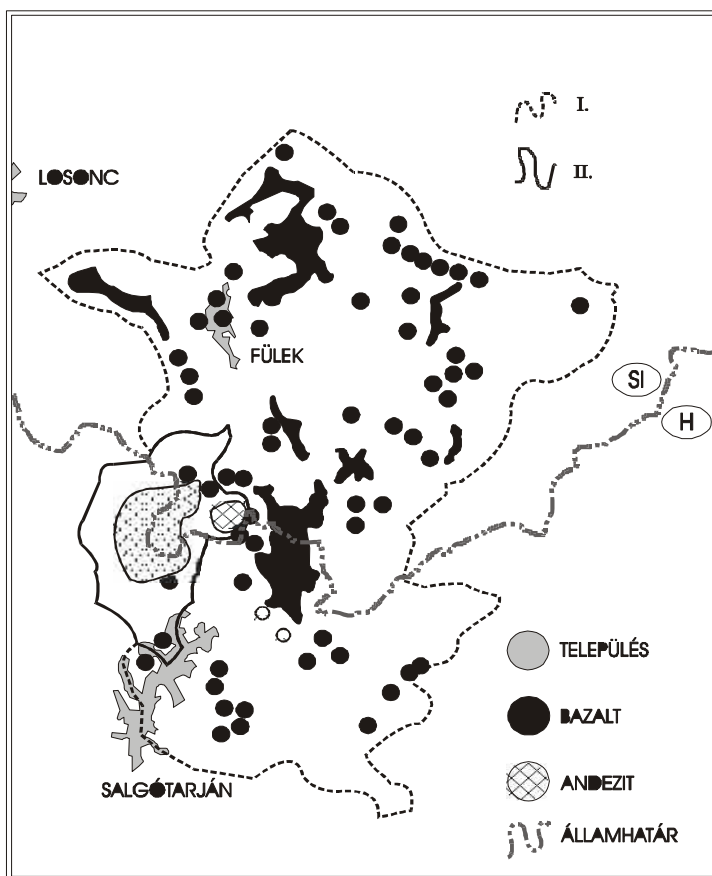 I.
LOSONC
II.
FÜLEK
SI
H
TELEPÜLÉS
BAZALT
SALGÓTARJÁN
ANDEZIT
ÁLLAMHATÁR